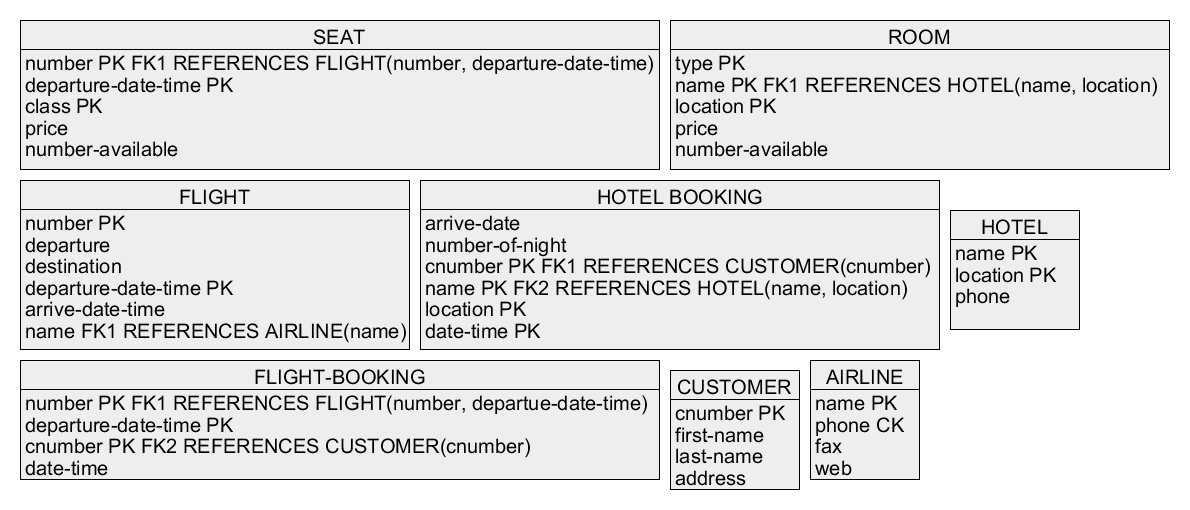 SEAT
number PK FK1 REFERENCES FLIGHT(number, departure-date-time)
departure-date-time PK
class PK
price
number-available
ROOM
type PK
name PK FK1 REFERENCES HOTEL(name, location)
location PK
price
number-available
FLIGHT
number PK
departure
destination
departure-date-time PK
arrive-date-time
name FK1 REFERENCES AIRLINE(name)
HOTEL BOOKING
arrive-date
number-of-night
cnumber PK FK1 REFERENCES CUSTOMER(cnumber)
name PK FK2 REFERENCES HOTEL(name, location)
location PK
date-time PK
HOTEL
name PK
location PK
phone
FLIGHT-BOOKING
number PK FK1 REFERENCES FLIGHT(number, departue-date-time)
departure-date-time PK
cnumber PK FK2 REFERENCES CUSTOMER(cnumber)
date-time
CUSTOMER
cnumber PK
first-name
last-name
address
AIRLINE
name PK
phone CK
fax
web